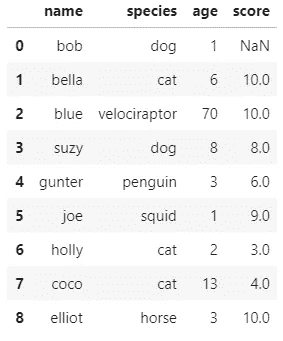 name species age score
0 bob dog 1 NaN
1 bella cat 6 10.0
2 blue velociraptor 70 10.0
3 suzy dog 8 8.0
4 gunter penguin 3 6.0
5 joe squid 1 9.0
6 holly cat 2 3.0
7 coco cat 13 4.0
8 elliot horse 3 10.0